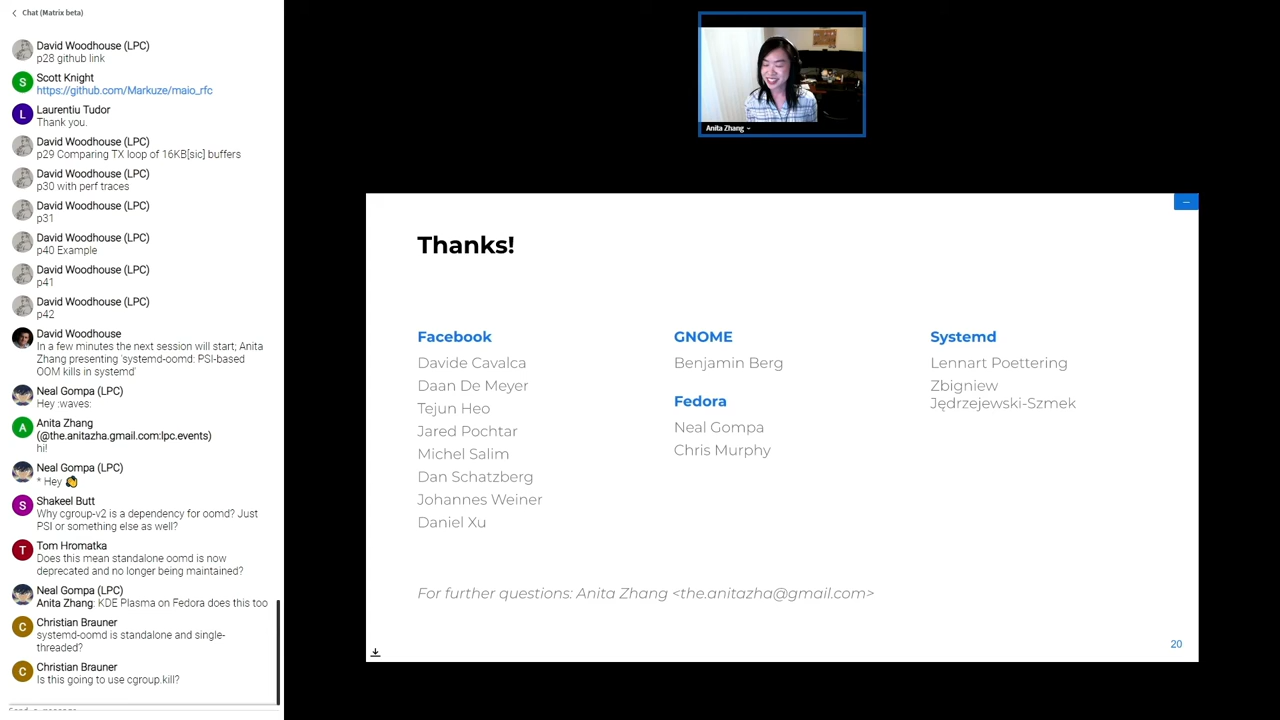 Chat (Matrix beta)
David Woodhouse (LPC)
p28 github link
S
Scott Knight
https://github.com/Markuze/maio_rfc
L
Laurentiu Tudor
Thank you.
David Woodhouse (LPC)
p29 Comparing TX loop of 16KB[sic] buffers
David Woodhouse (LPC)
p30 with perf traces
David Woodhouse (LPC)
p31
David Woodhouse (LPC)
p40 Example
David Woodhouse (LPC)
p41
David Woodhouse (LPC)
p42
David Woodhouse
In a few minutes the next session will start; Anita
Zhang presenting 'systemd-oomd: PSI-based
OOM kills in systemd'
Neal Gompa (LPC)
Hey :waves:
A
Anita Zhang
(@the.anitazha.gmail.com:lpc.events)
hi!
Neal Gompa (LPC)
* Hey 👏
S
Shakeel Butt
Why cgroup-v2 is a dependency for oomd? Just
PSI or something else as well?
T
Tom Hromatka
Does this mean standalone oomd is now
deprecated and no longer being maintained?
Neal Gompa (LPC)
Anita Zhang: KDE Plasma on Fedora does this too
C
Christian Brauner
systemd-oomd is standalone and single-
threaded?
C
Christian Brauner
Is this going to use cgroup.kill?
Send a message
Anita Zhang
Thanks!
Facebook
Davide Cavalca
Daan De Meyer
Tejun Heo
Jared Pochtar
Michel Salim
Dan Schatzberg
Johannes Weiner
Daniel Xu
GNOME
Benjamin Berg
Fedora
Neal Gompa
Chris Murphy
Systemd
Lennart Poettering
Zbigniew
Jędrzejewski-Szmek
For further questions: Anita Zhang <the.anitazha@gmail.com>
20